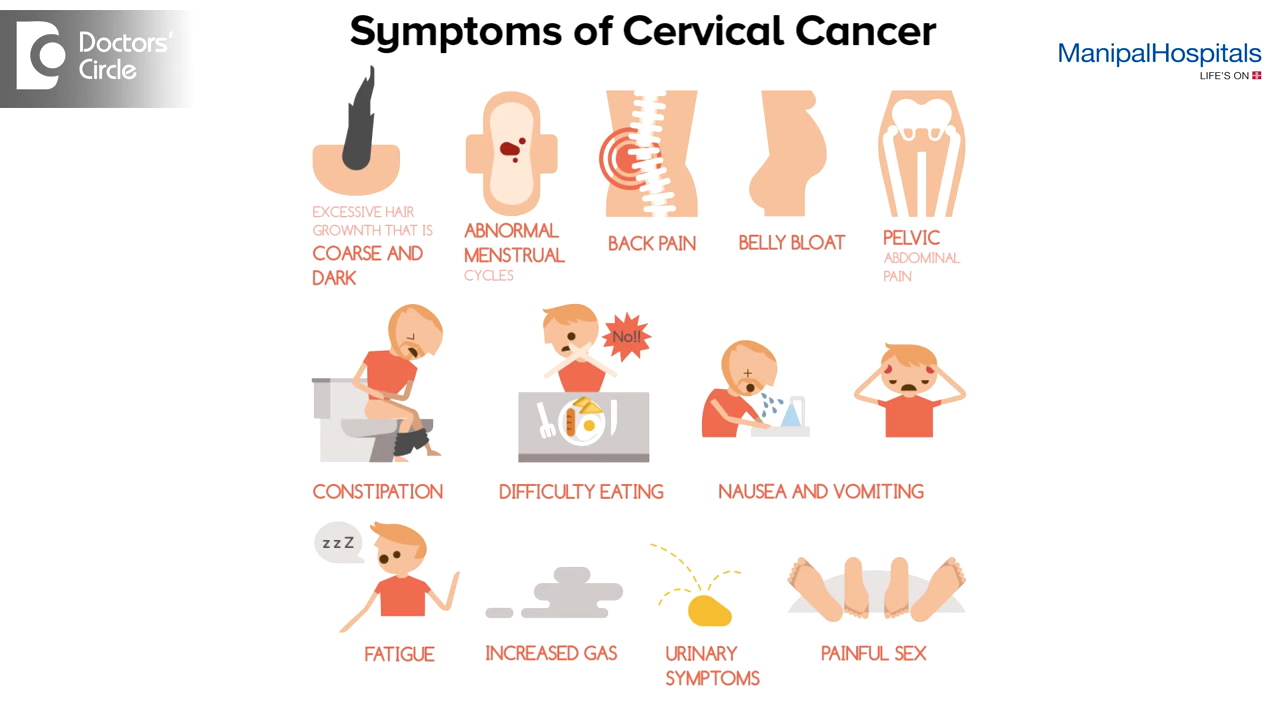 Symptoms of Cervical Cancer
Doctors'
Circle
ManipalHospitals
LIFE'S ON
EXCESSIVE HAIR
GROWNTH THAT IS
COARSE AND
DARK
ABNORMAL
MENSTRUAL
CYCLES
BACK PAIN
BELLY BLOAT
PELVIC
ABDOMINAL
PAIN
No!!
CONSTIPATION
DIFFICULTY EATING
NAUSEA AND VOMITING
z z Z
FATIGUE
INCREASED GAS
URINARY
SYMPTOMS
PAINFUL SEX